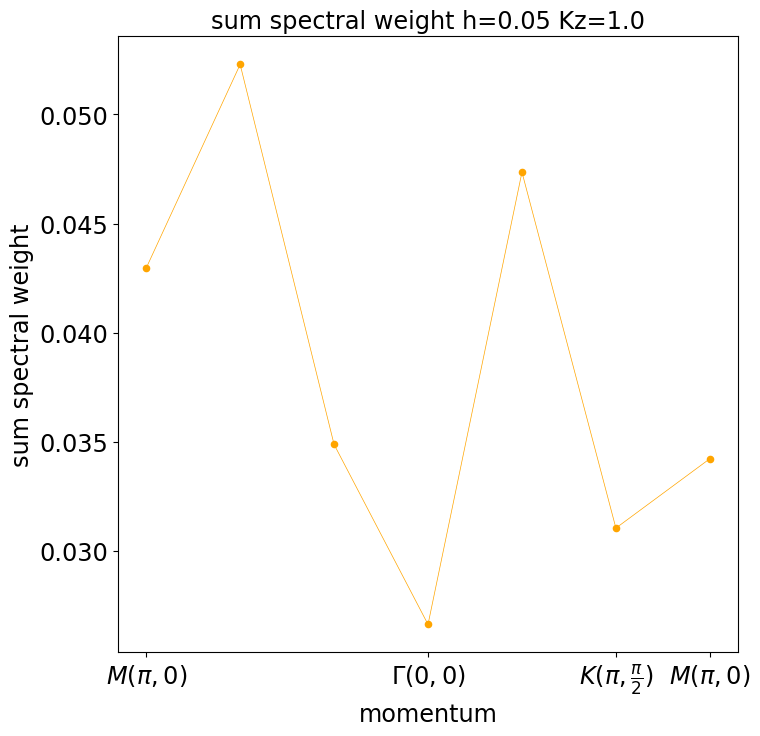 sum spectral weight h=0.05 Kz=1.0
0.050
0.045
0.040
0.035
0.030
sum spectral weight
M(π, 0) Γ(0, 0) K(π, π/2) M(π, 0)
momentum